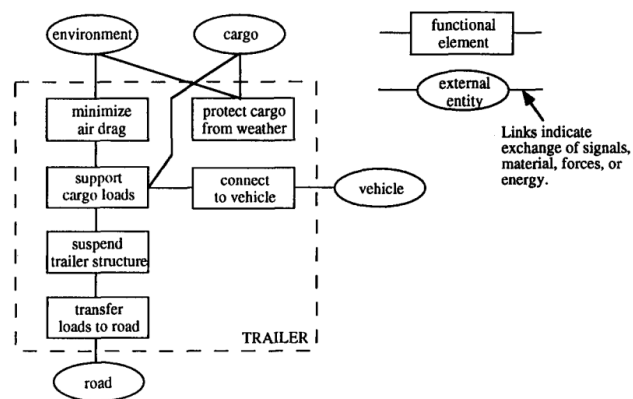 environment
cargo
functional
element
minimize
air drag
protect cargo
from weather
external
entity
Links indicate
exchange of signals,
material, forces, or
energy.
support
cargo loads
connect
to vehicle
vehicle
suspend
trailer structure
transfer
loads to road
TRAILER
road